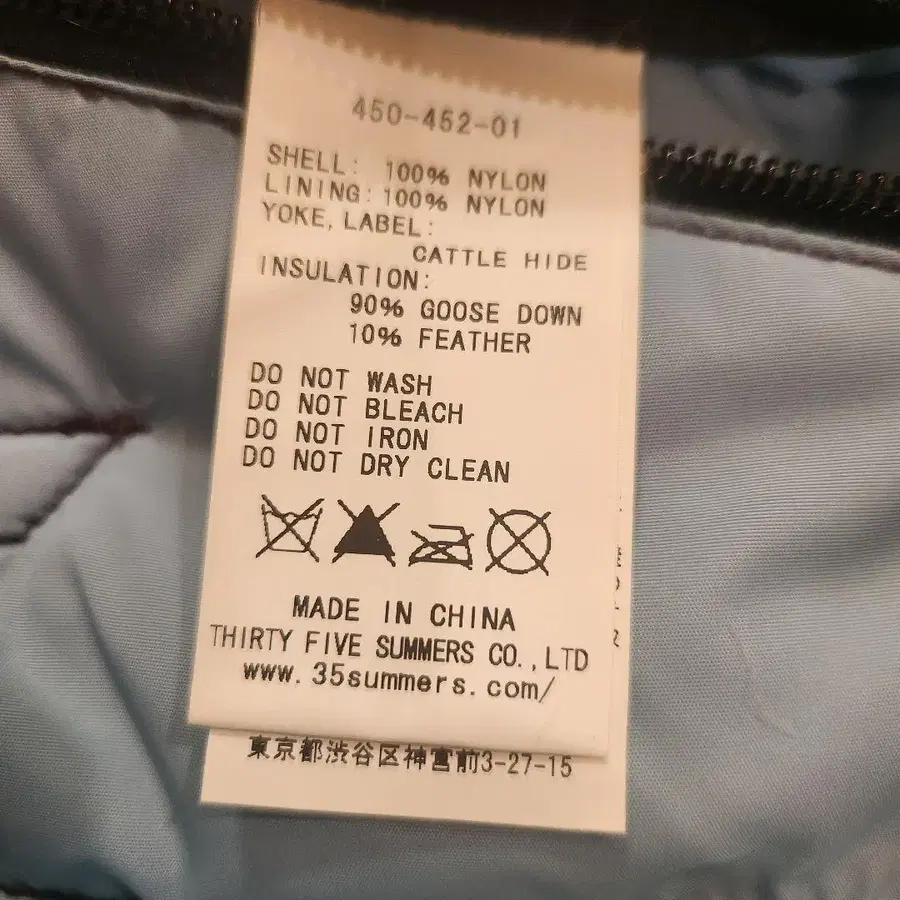 450-452-01
SHELL: 100% NYLON
LINING: 100% NYLON
YOKE, LABEL:
CATTLE HIDE
INSULATION:
90% GOOSE DOWN
10% FEATHER
DO NOT WASH
DO NOT BLEACH
DO NOT IRON
DO NOT DRY CLEAN
MADE IN CHINA
THIRTY FIVE SUMMERS CO.,LTD
www.35summers.com/
東京都渋谷区神宮前3-27-15